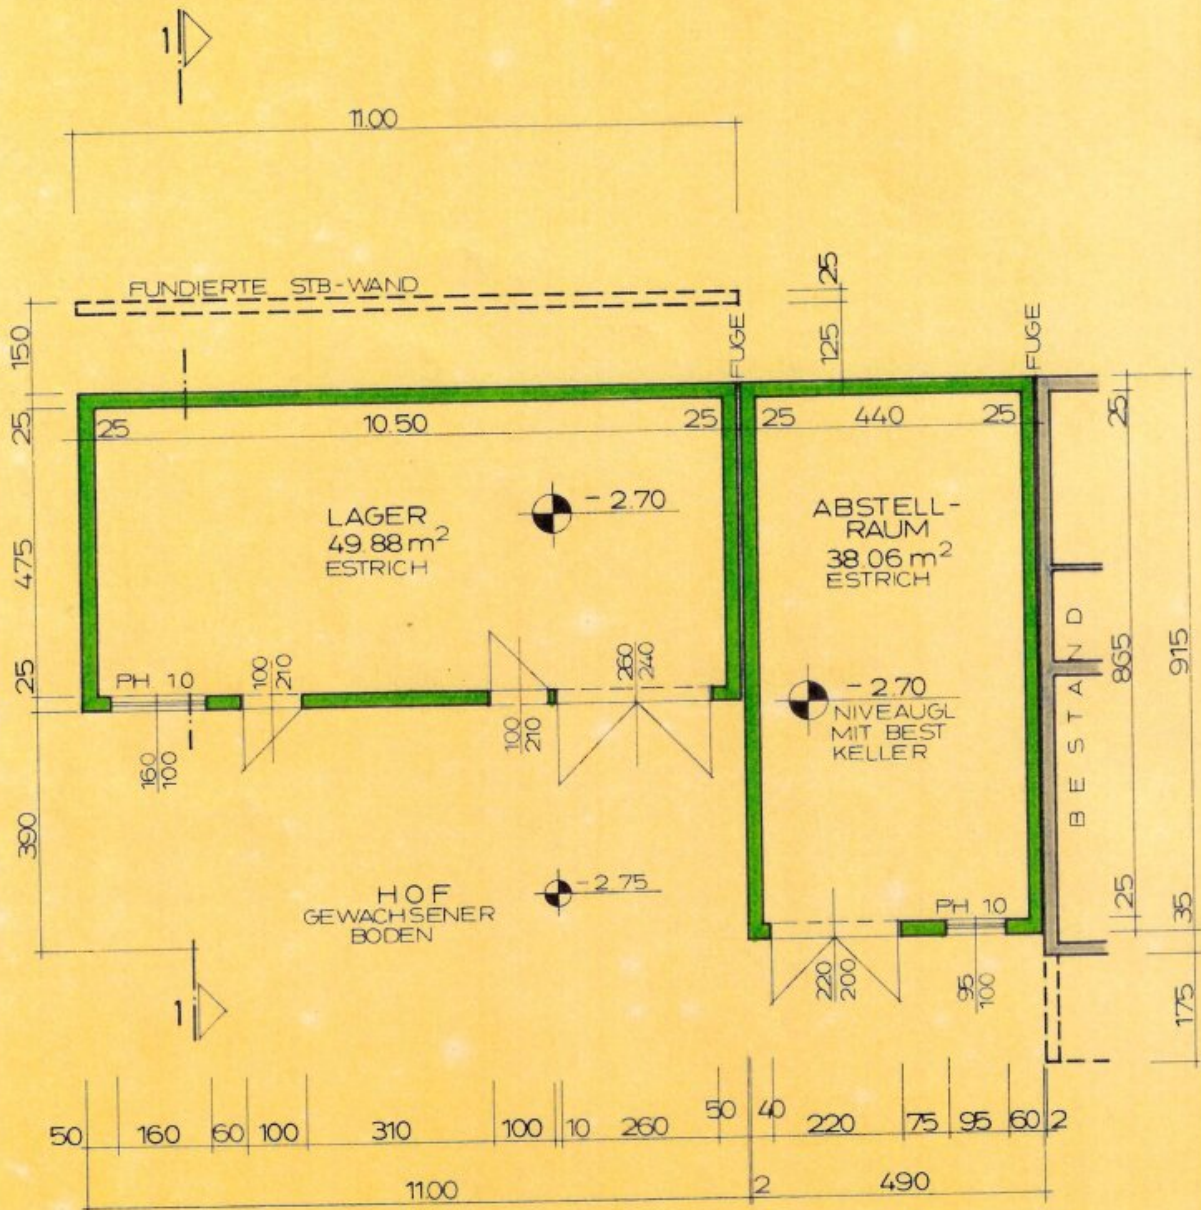 1
11.00
FUNDIERTE STB-WAND
25
125
FUGE
FUGE
150
25
475
25
390
25
10.50
25
25
440
25
LAGER
49.88 m²
ESTRICH
- 2.70
ABSTELL-
RAUM
38.06 m²
ESTRICH
- 2.70
NIVEAUGL
MIT BEST
KELLER
PH 10
160
100
100
210
100
210
260
240
HOF
GEWACHSENER
BODEN
- 2.75
PH 10
220
200
95
100
BESTAND
25
865
25
915
35
175
1
50 160 60 100 310 100 10 260 50 40 220 75 95 60 2
11.00 2 490